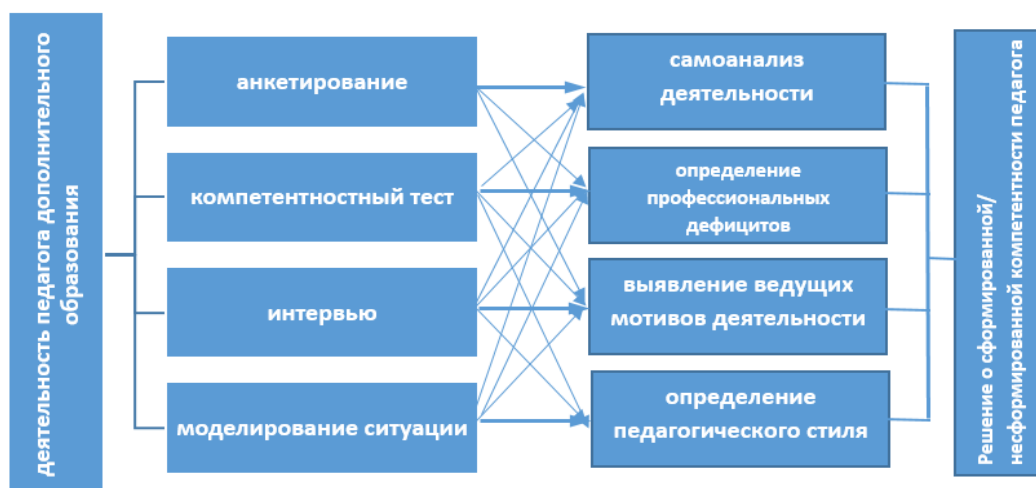 деятельность педагога дополнительного
образования
анкетирование
компетентностный тест
интервью
моделирование ситуации
самоанализ
деятельности
определение
профессиональных
дефицитов
выявление ведущих
мотивов деятельности
определение
педагогического стиля
Решение о сформированной/
несформированной компетентности педагога